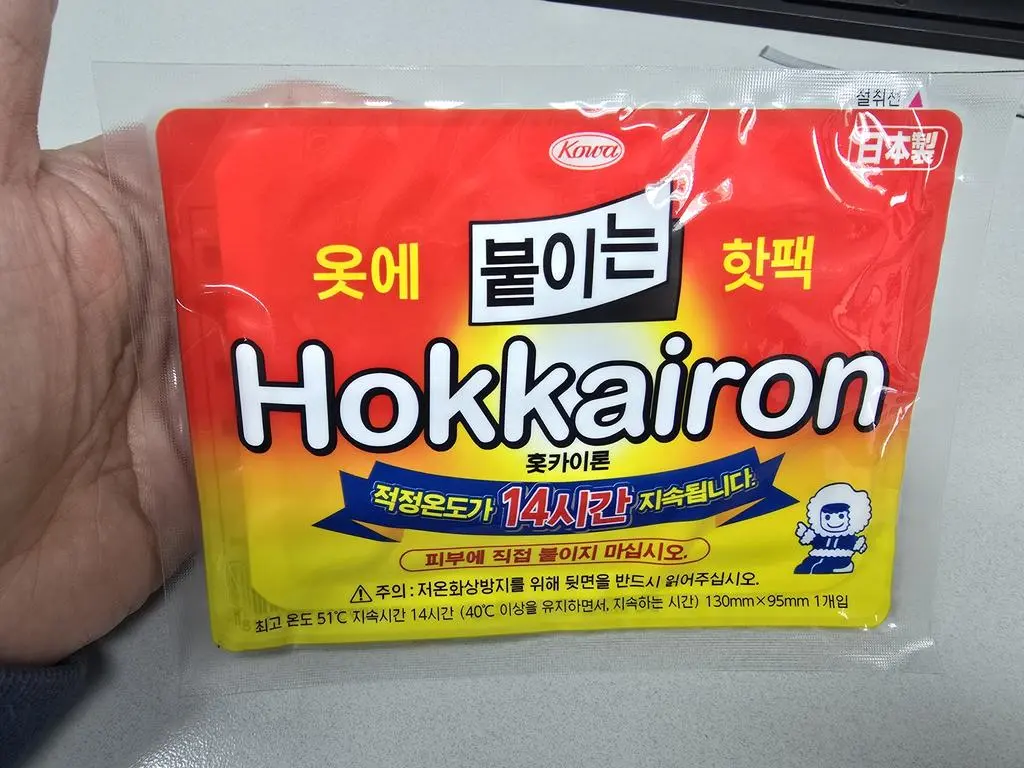 절취선
日本製
Kowa
옷에 붙이는 핫팩
Hokkairon
홋카이론
적정온도가 14시간 지속됩니다.
피부에 직접 붙이지 마십시오.
주의 : 저온화상방지를 위해 뒷면을 반드시 읽어주십시오.
최고 온도 51℃ 지속시간 14시간 (40℃ 이상을 유지하면서, 지속하는 시간) 130mm×95mm 1개입